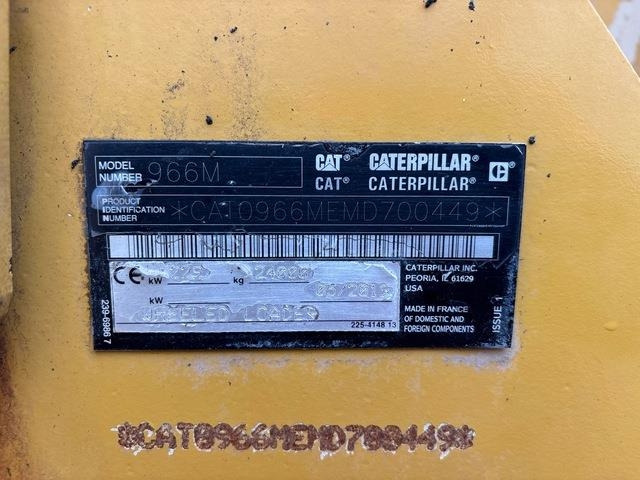 MODEL NUMBER 966M CAT CATERPILLAR®
CAT® CATERPILLAR® C
PRODUCT IDENTIFICATION NUMBER *CAT0966MEMD700449*
CE kW kg
kW
WHEELED LOADER
225-4148 13
CATERPILLAR INC.
PEORIA, IL 61629
USA
MADE IN FRANCE
OF DOMESTIC AND
FOREIGN COMPONENTS
239-6986 7
ISSUE 1
*CAT0966MEMD700449*